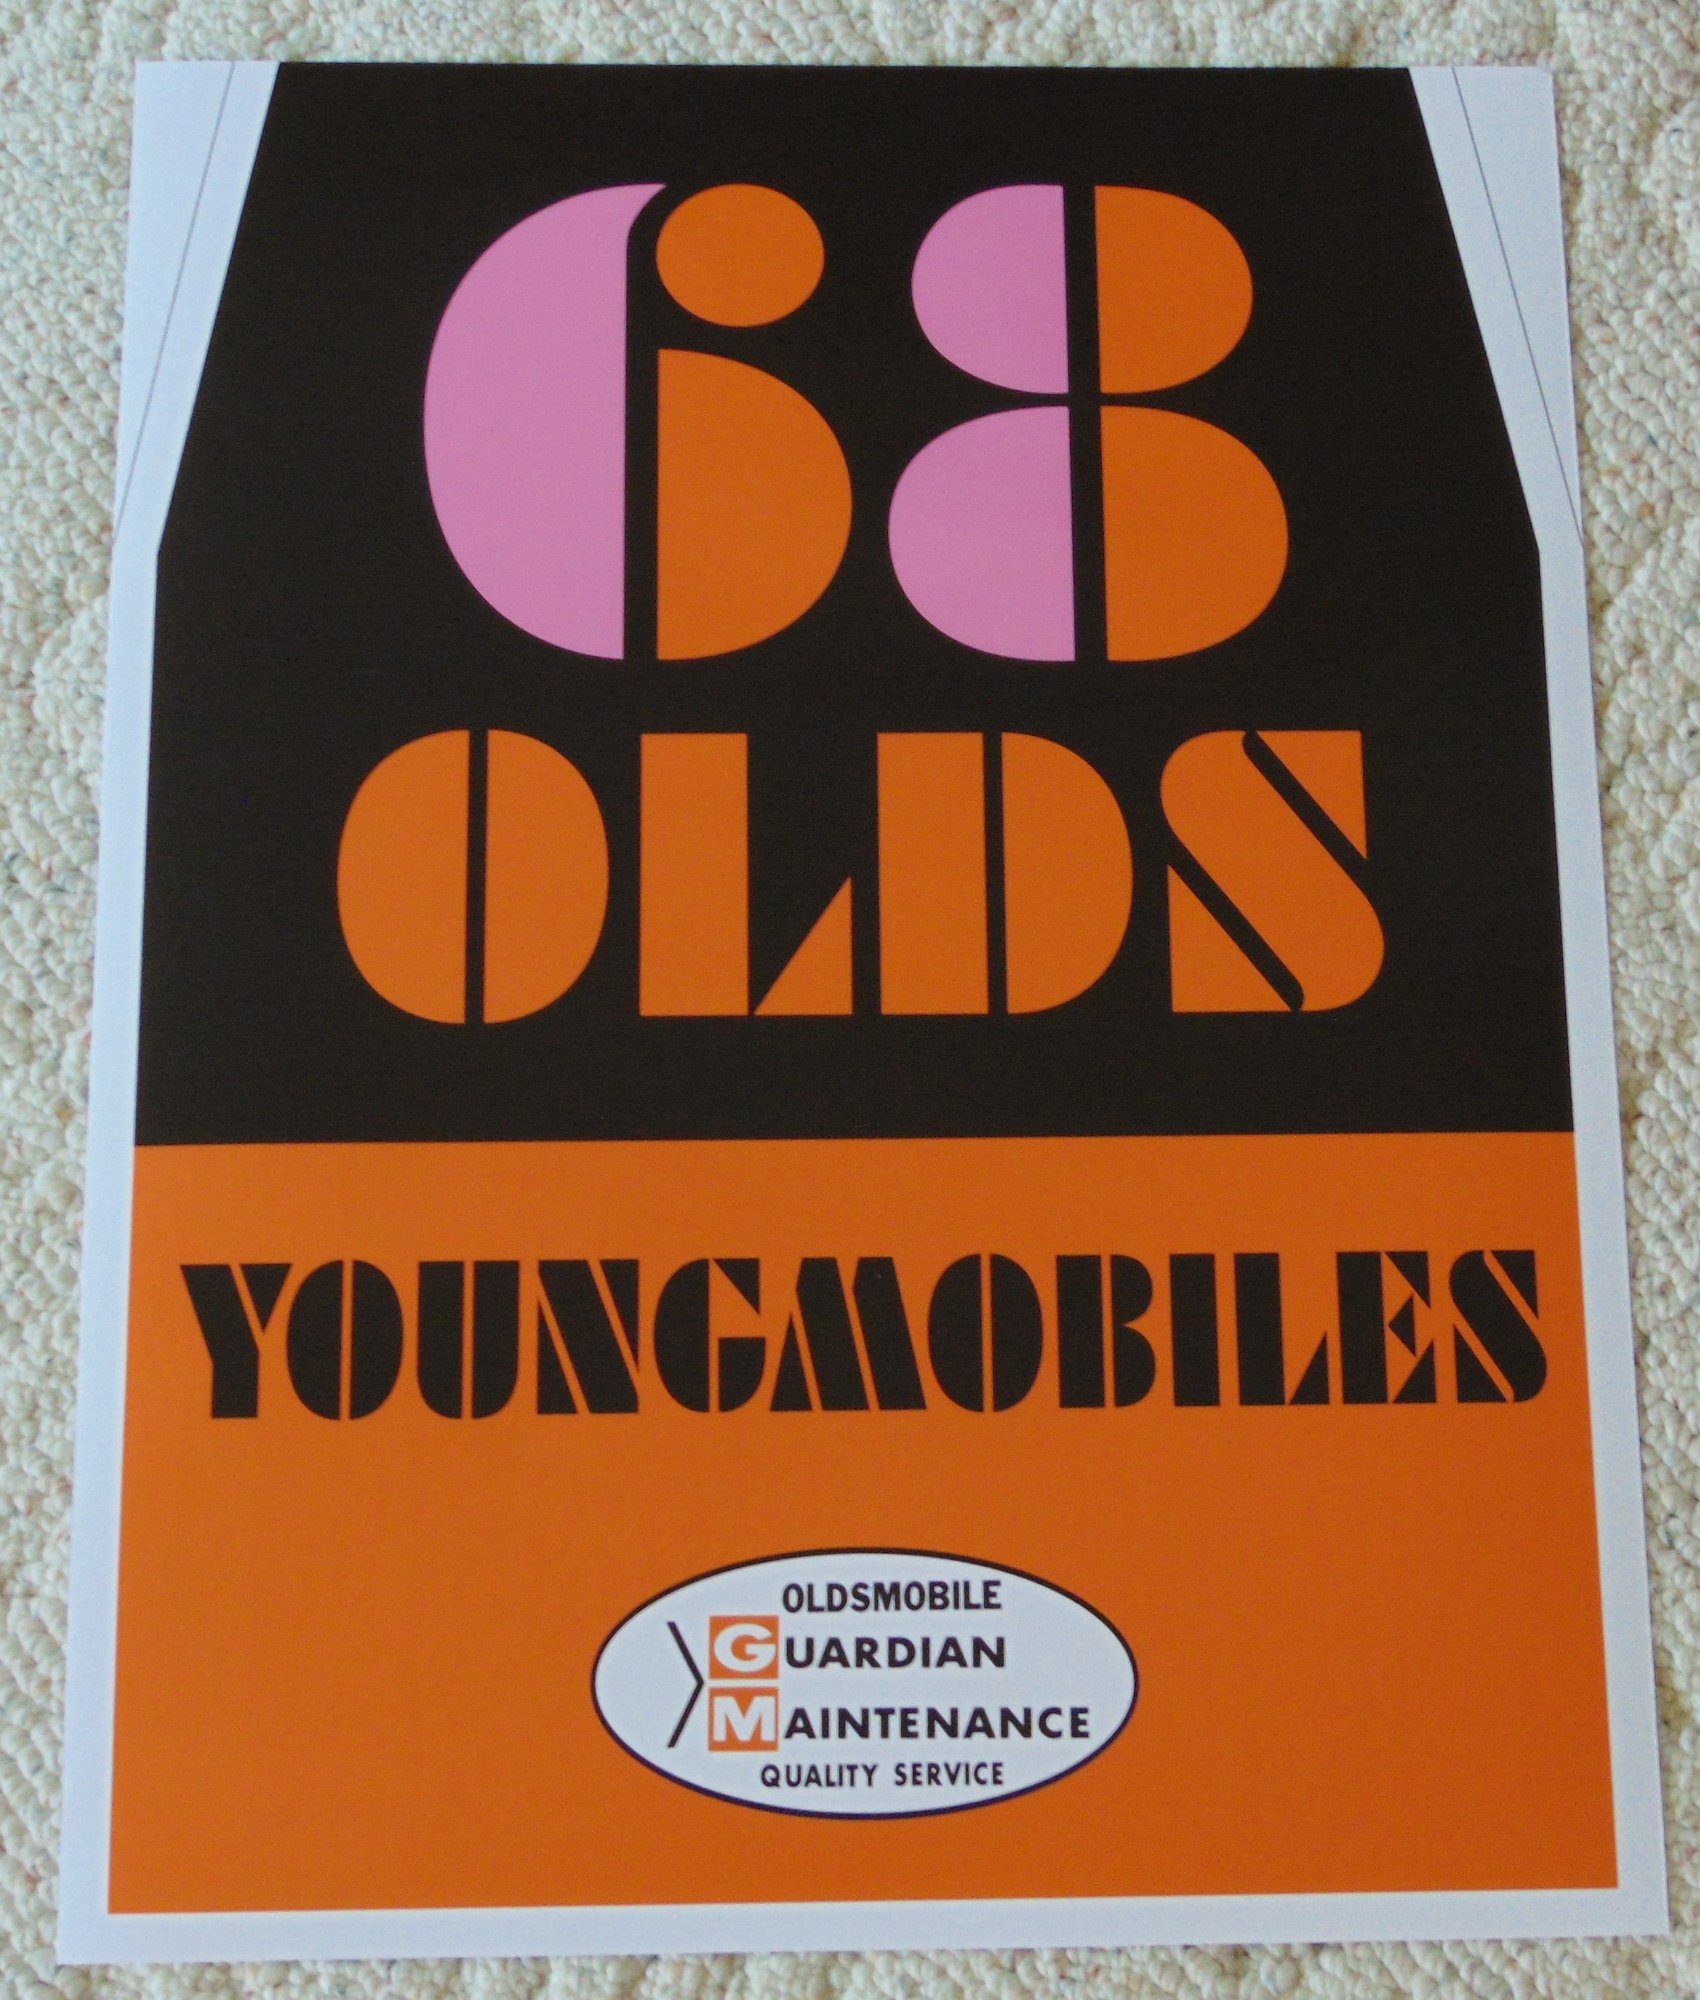 68
OLDS
YOUNGMOBILES
OLDSMOBILE
GUARDIAN
MAINTENANCE
QUALITY SERVICE